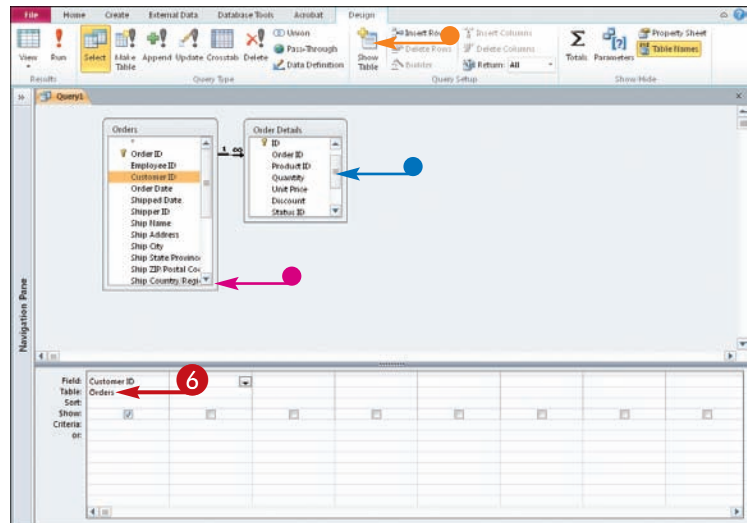 File Home Create External Data Database Tools Acrobat Design
View
Run
Select
Make Table
Append
Update
Crosstab
Delete
Union
Pass-Through
Data Definition
Show Table
Insert Rows
Delete Rows
Builder
Insert Columns
Delete Columns
Return: All
Totals
Parameters
Property Sheet
Table Names
Results
Query Type
Query Setup
Show/Hide
Query1
Navigation Pane
Orders
*
Order ID
Employee ID
Customer ID
Order Date
Shipped Date
Shipper ID
Ship Name
Ship Address
Ship City
Ship State Provinc
Ship ZIP/Postal Co
Ship Country/Regi
1 ∞
Order Details
ID
Order ID
Product ID
Quantity
Unit Price
Discount
Status ID
Field: Customer ID
Table: Orders
Sort:
Show:
Criteria:
or:
6